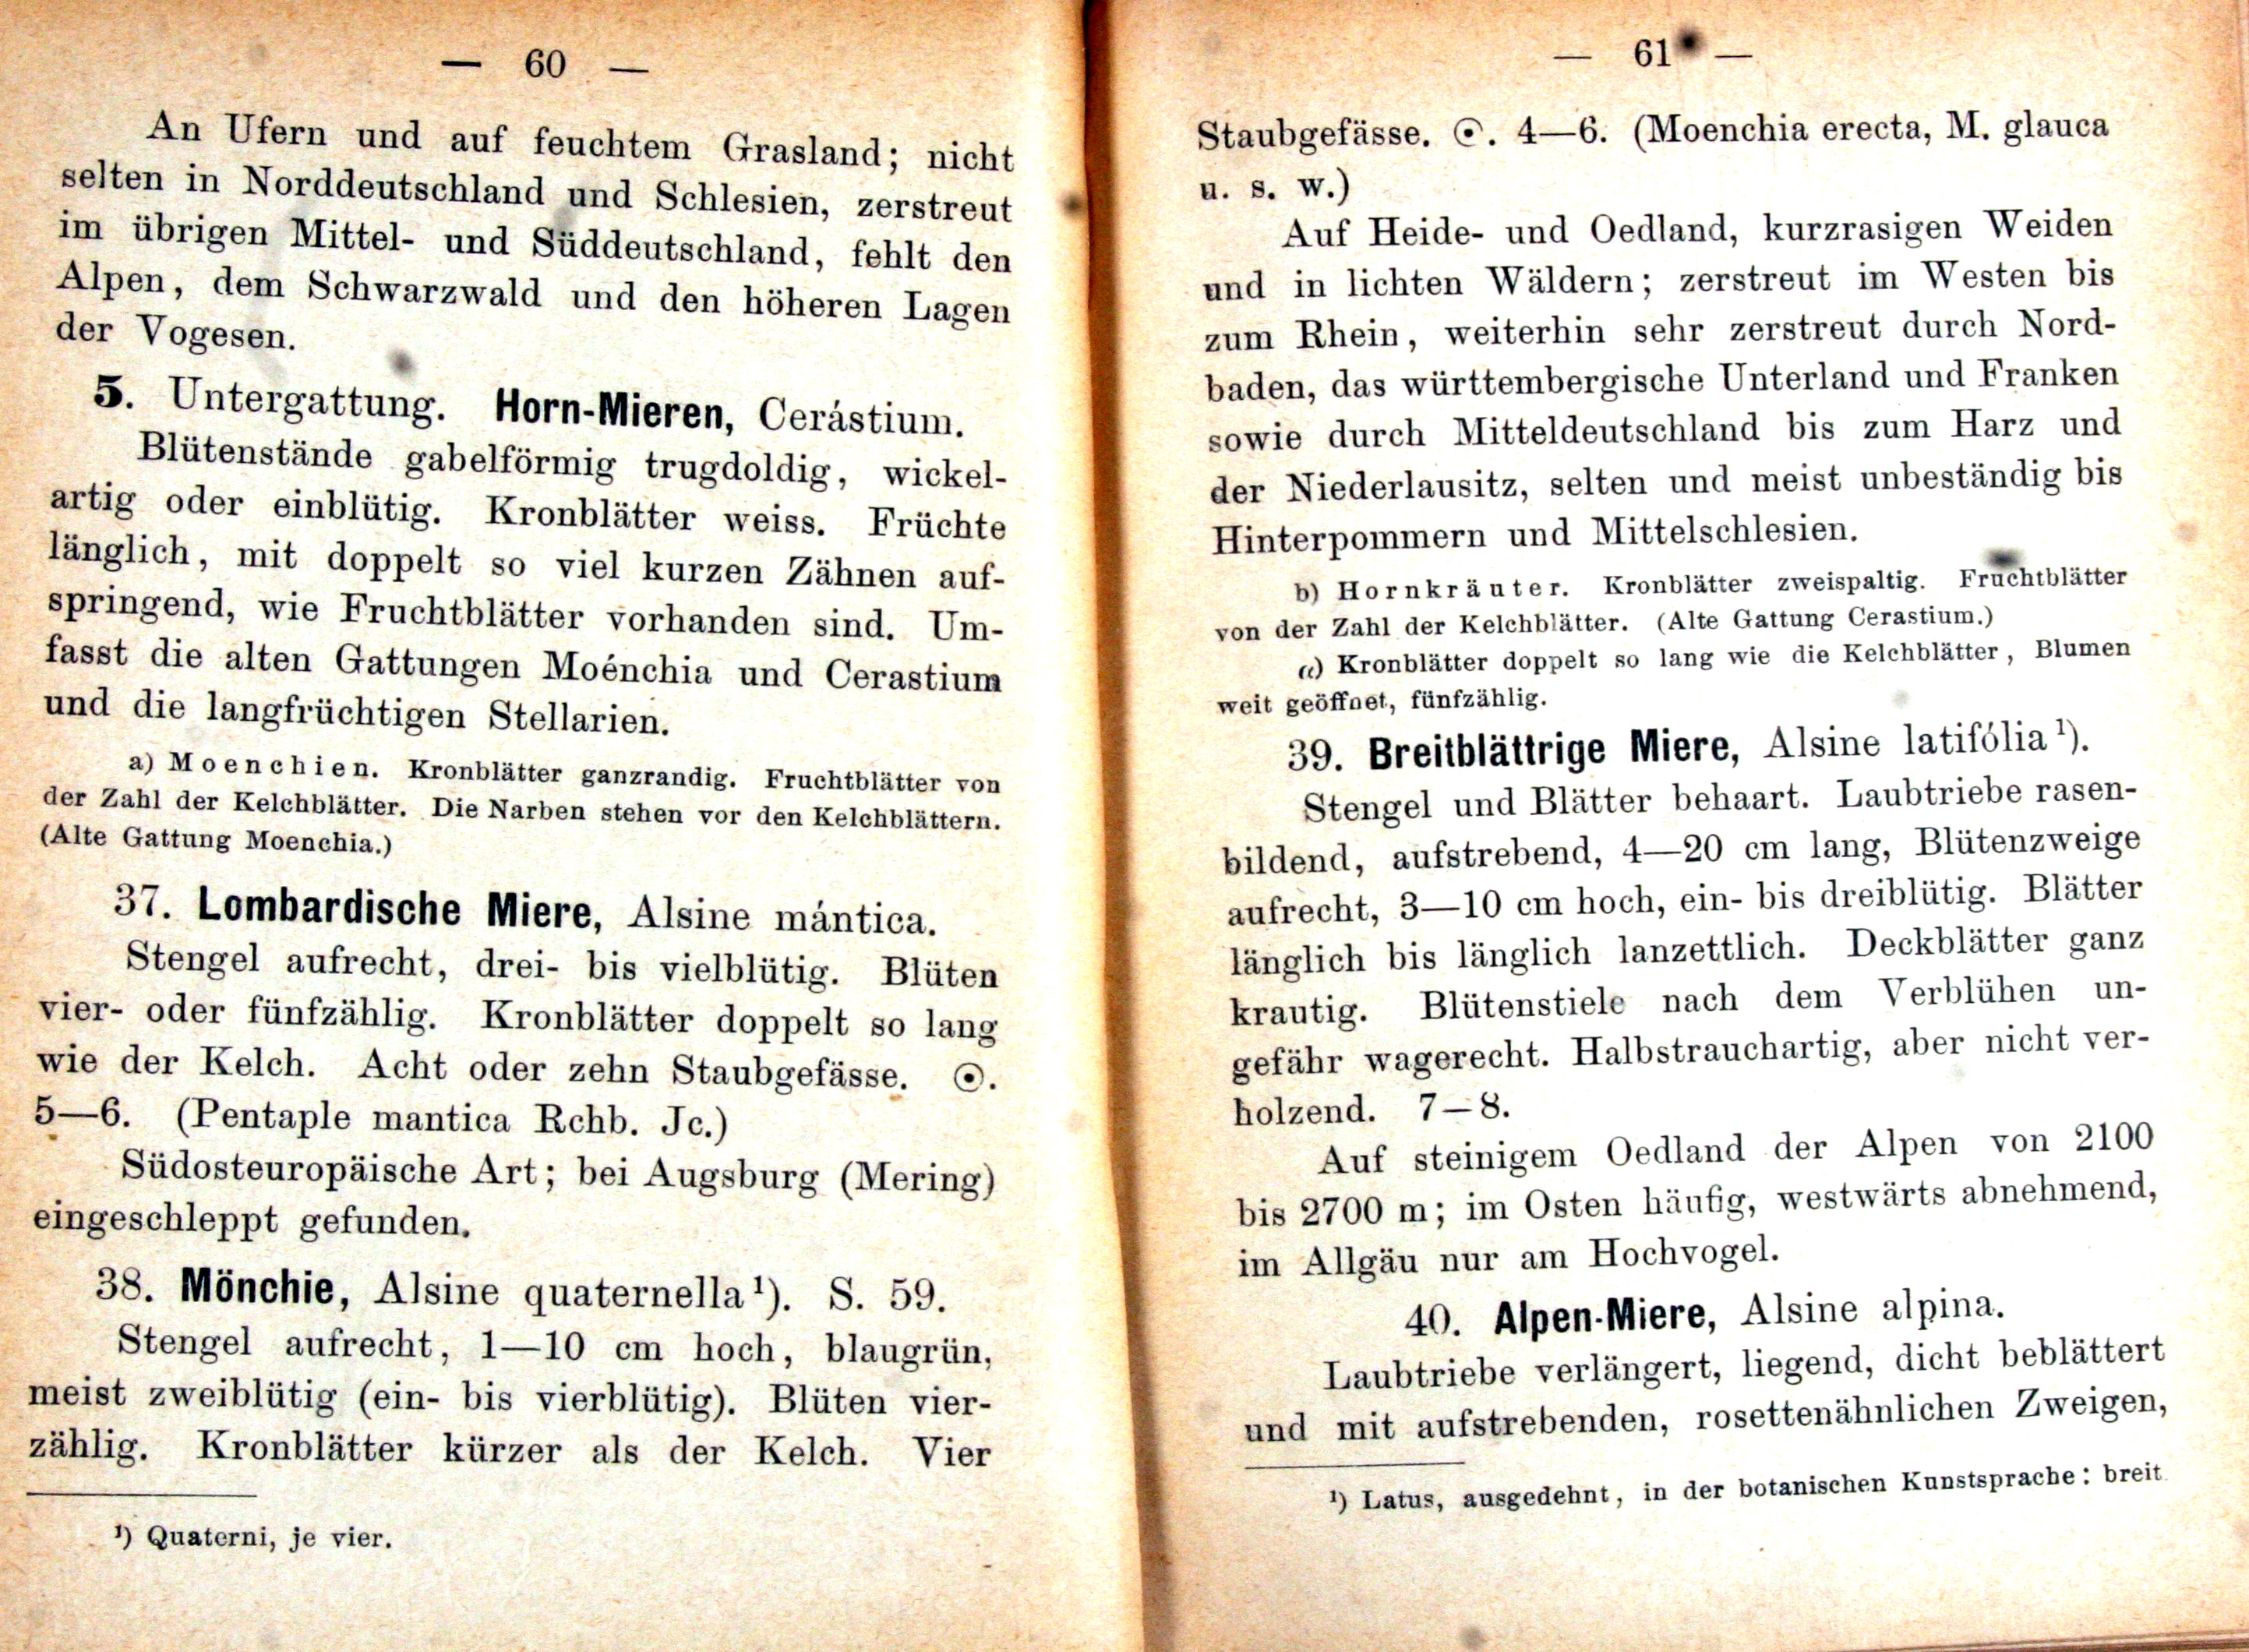 — 60 —
An Ufern und auf feuchtem Grasland; nicht
selten in Norddeutschland und Schlesien, zerstreut
im übrigen Mittel- und Süddeutschland, fehlt den
Alpen, dem Schwarzwald und den höheren Lagen
der Vogesen.
5. Untergattung. Horn-Mieren, Cerástium.
Blütenstände gabelförmig trugdoldig, wickel-
artig oder einblütig. Kronblätter weiss. Früchte
länglich, mit doppelt so viel kurzen Zähnen auf-
springend, wie Fruchtblätter vorhanden sind. Um-
fasst die alten Gattungen Moénchia und Cerastium
und die langfrüchtigen Stellarien.
a) Moenchien. Kronblätter ganzrandig. Fruchtblätter von
der Zahl der Kelchblätter. Die Narben stehen vor den Kelchblättern.
(Alte Gattung Moenchia.)
37. Lombardische Miere, Alsine mántica.
Stengel aufrecht, drei- bis vielblütig. Blüten
vier- oder fünfzählig. Kronblätter doppelt so lang
wie der Kelch. Acht oder zehn Staubgefässe. ⊙.
5—6. (Pentaple mantica Rchb. Jc.)
Südosteuropäische Art; bei Augsburg (Mering)
eingeschleppt gefunden.
38. Mönchie, Alsine quaternella¹). S. 59.
Stengel aufrecht, 1—10 cm hoch, blaugrün,
meist zweiblütig (ein- bis vierblütig). Blüten vier-
zählig. Kronblätter kürzer als der Kelch. Vier
¹) Quaterni, je vier.
— 61 —
Staubgefässe. ⊙. 4—6. (Moenchia erecta, M. glauca
u. s. w.)
Auf Heide- und Oedland, kurzrasigen Weiden
und in lichten Wäldern; zerstreut im Westen bis
zum Rhein, weiterhin sehr zerstreut durch Nord-
baden, das württembergische Unterland und Franken
sowie durch Mitteldeutschland bis zum Harz und
der Niederlausitz, selten und meist unbeständig bis
Hinterpommern und Mittelschlesien.
b) Hornkräuter. Kronblätter zweispaltig. Fruchtblätter
von der Zahl der Kelchblätter. (Alte Gattung Cerastium.)
α) Kronblätter doppelt so lang wie die Kelchblätter, Blumen
weit geöffnet, fünfzählig.
39. Breitblättrige Miere, Alsine latifólia¹).
Stengel und Blätter behaart. Laubtriebe rasen-
bildend, aufstrebend, 4—20 cm lang, Blütenzweige
aufrecht, 3—10 cm hoch, ein- bis dreiblütig. Blätter
länglich bis länglich lanzettlich. Deckblätter ganz
krautig. Blütenstiele nach dem Verblühen un-
gefähr wagerecht. Halbstrauchartig, aber nicht ver-
holzend. 7—8.
Auf steinigem Oedland der Alpen von 2100
bis 2700 m; im Osten häufig, westwärts abnehmend,
im Allgäu nur am Hochvogel.
40. Alpen-Miere, Alsine alpina.
Laubtriebe verlängert, liegend, dicht beblättert
und mit aufstrebenden, rosettenähnlichen Zweigen,
¹) Latus, ausgedehnt, in der botanischen Kunstsprache: breit